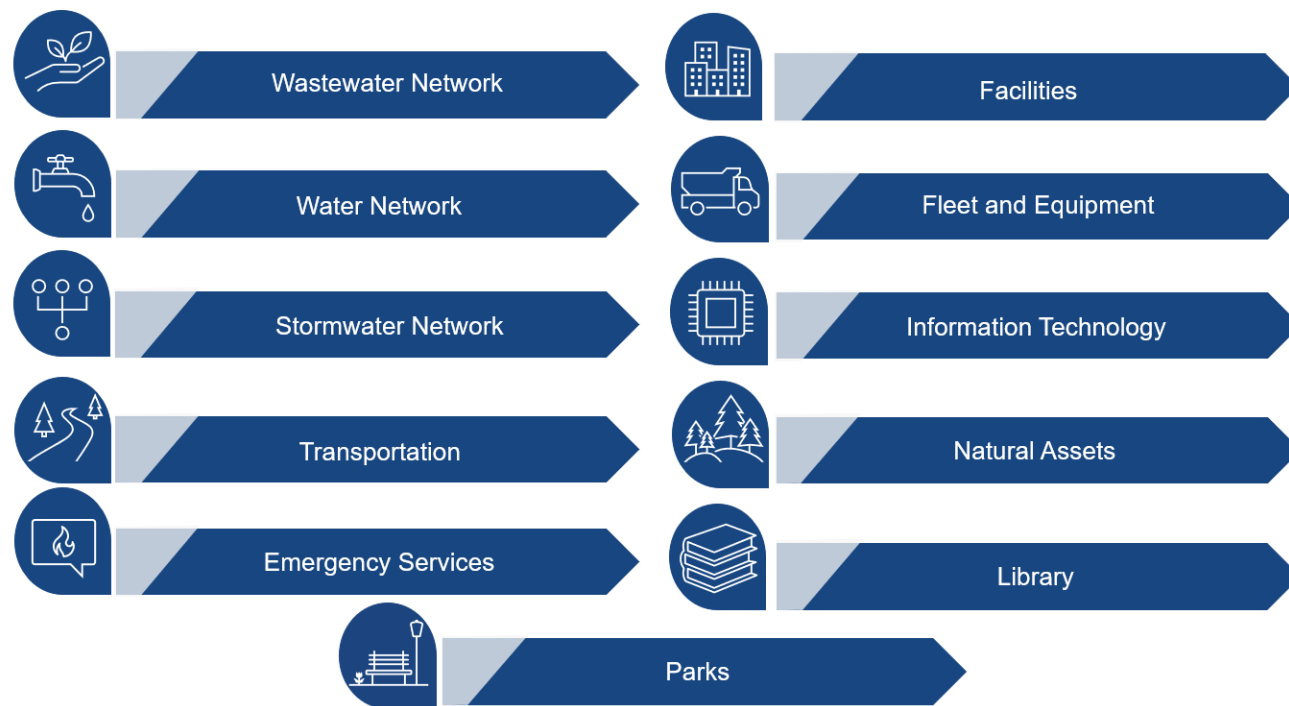 Wastewater Network
Water Network
Stormwater Network
Transportation
Emergency Services
Facilities
Fleet and Equipment
Information Technology
Natural Assets
Library
Parks